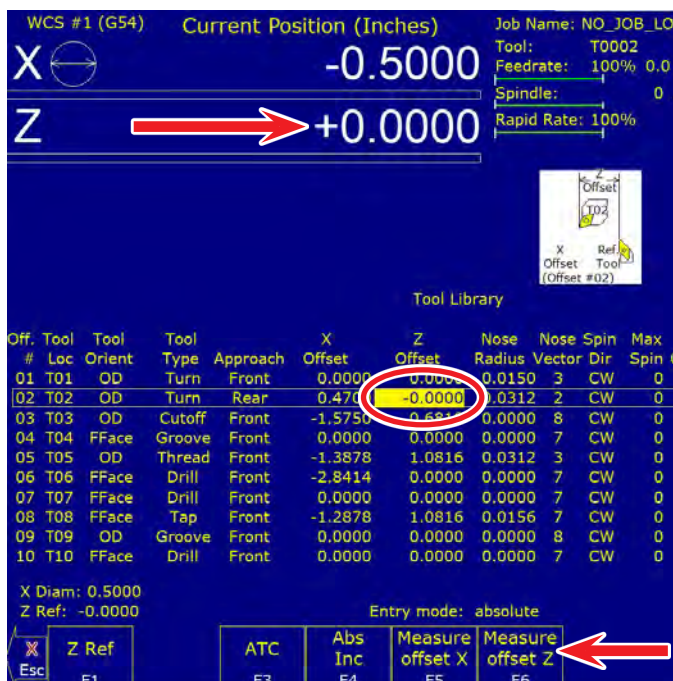 WCS #1 (G54) Current Position (Inches) Job Name: NO_JOB_LO
X -0.5000
Tool: T0002
Feedrate: 100% 0.0
Spindle: 0
Z +0.0000
Rapid Rate: 100%
Z
Offset
T02
X Ref.
Offset Tool
(Offset #02)
Tool Library
Off. Tool Tool Tool X Z Nose Nose Spin Max
# Loc Orient Type Approach Offset Offset Radius Vector Dir Spin
01 T01 OD Turn Front 0.0000 0.0000 0.0150 3 CW 0
02 T02 OD Turn Rear 0.470 -0.0000 0.0312 2 CW 0
03 T03 OD Cutoff Front -1.5750 0.6810 0.0000 8 CW 0
04 T04 FFace Groove Front 0.0000 0.0000 0.0000 7 CW 0
05 T05 OD Thread Front -1.3878 1.0816 0.0312 3 CW 0
06 T06 FFace Drill Front -2.8414 0.0000 0.0000 7 CW 0
07 T07 FFace Drill Front 0.0000 0.0000 0.0000 7 CW 0
08 T08 FFace Tap Front -1.2878 1.0816 0.0156 7 CW 0
09 T09 OD Groove Front 0.0000 0.0000 0.0000 8 CW 0
10 T10 FFace Drill Front 0.0000 0.0000 0.0000 7 CW 0
X Diam: 0.5000
Z Ref: -0.0000 Entry mode: absolute
X Z Ref ATC Abs Measure Measure
Esc Inc offset X offset Z
F1 F3 F4 F5 F6